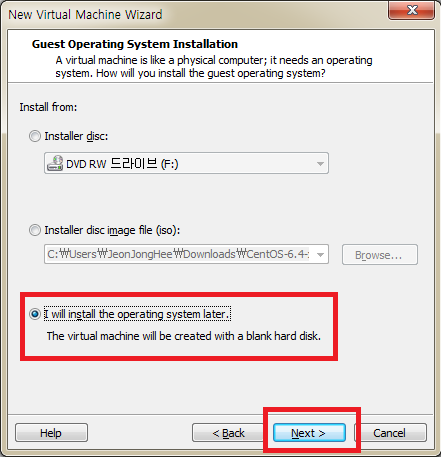 New Virtual Machine Wizard
Guest Operating System Installation
A virtual machine is like a physical computer; it needs an operating
system. How will you install the guest operating system?
Install from:
Installer disc:
DVD RW 드라이브 (F:)
Installer disc image file (iso):
C:₩Users₩JeonJongHee₩Downloads₩CentOS-6.4-
Browse...
I will install the operating system later.
The virtual machine will be created with a blank hard disk.
Help
< Back
Next >
Cancel